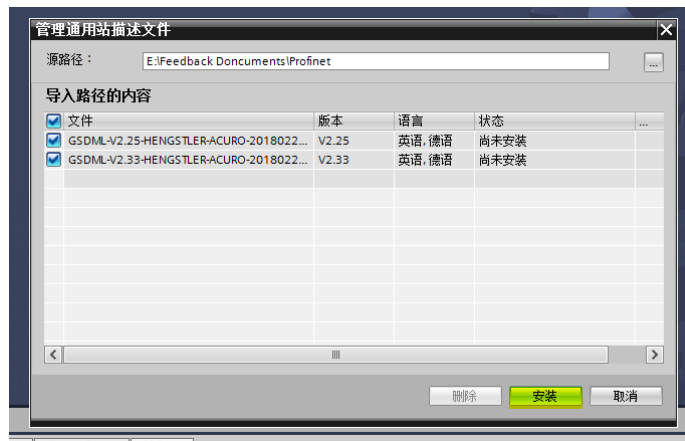 管理通用站描述文件
源路径： E:\Feedback Doncuments\Profinet ...
导入路径的内容
文件 版本 语言 状态 ...
GSDML-V2.25-HENGSTLER-ACURO-2018022... V2.25 英语, 德语 尚未安装
GSDML-V2.33-HENGSTLER-ACURO-2018022... V2.33 英语, 德语 尚未安装
删除 安装 取消